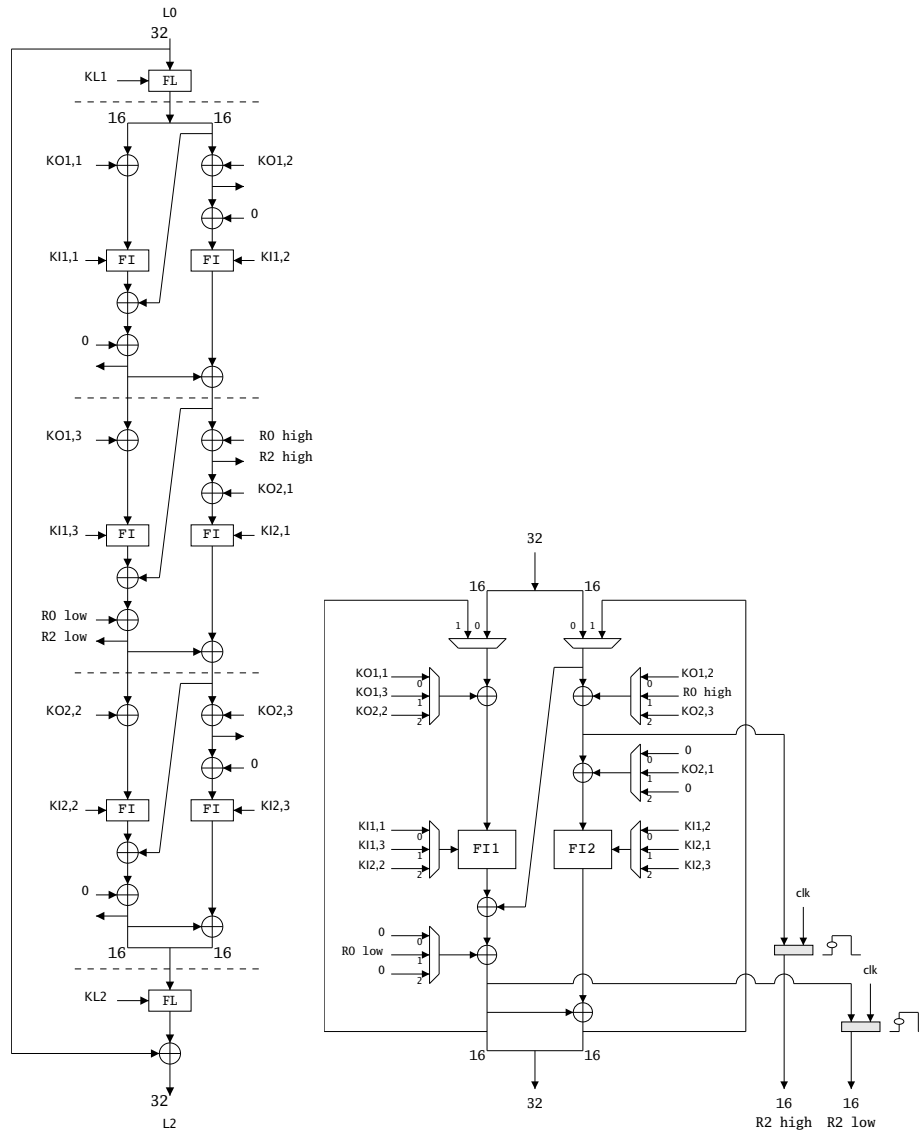 L0
32
KL1
FL
16 16
KO1,1 KO1,2
0
KI1,1 FI FI KI1,2
0
KO1,3 R0 high
R2 high
KO2,1
KI1,3 FI FI KI2,1
R0 low
R2 low
KO2,2 KO2,3
0
KI2,2 FI FI KI2,3
0
16 16
KL2 FL
32
L2
32
16 16
1 0 0 1
KO1,1 KO1,2
0 0
KO1,3 R0 high
1 1
KO2,2 KO2,3
2 2
0
0
KO2,1
1
0
2
KI1,1 KI1,2
0 0
KI1,3 FI1 FI2 KI2,1
1 1
KI2,2 KI2,3
2 2
clk
0
0
R0 low
1
0
2
clk
16 16
32
16 16
R2 high R2 low